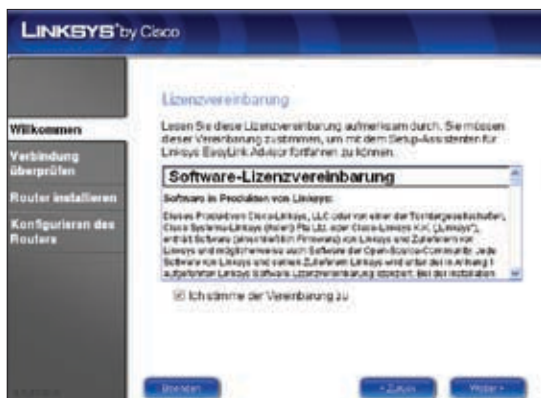 LINKSYS by Cisco
Lizenzvereinbarung
Lesen Sie diese Lizenzvereinbarung aufmerksam durch. Sie müssen
dieser Vereinbarung zustimmen, um mit dem Setup-Assistenten für
Linksys EasyLink Advisor fortfahren zu können.
Willkommen
Verbindung
überprüfen
Router installieren
Konfigurieren des
Routers
Software-Lizenzvereinbarung
Software in Produkten von Linksys:
Dieses Produkt von Cisco-Linksys, LLC oder von einer der Tochtergesellschaften,
Cisco Systems-Linksys (Asia) Pte Ltd. oder Cisco-Linksys K.K. („Linksys“),
enthält Software (einschließlich Firmware) von Linksys und Zulieferern von
Linksys und möglicherweise auch Software der Open-Source-Community. Jede
Software von Linksys und seinen Zulieferern Linksys wird unter der in Anhang 1
aufgeführten Linksys Software Lizenzvereinbarung lizenziert. Bei der Installation
Ich stimme der Vereinbarung zu
Beenden
< Zurück
Weiter >